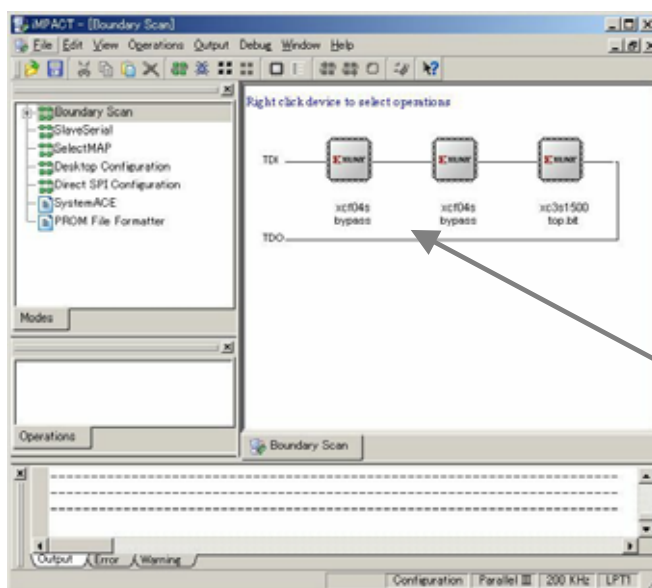 iMPACT - [Boundary Scan]
File Edit View Operations Output Debug Window Help
Boundary Scan
SlaveSerial
SelectMAP
Desktop Configuration
Direct SPI Configuration
SystemACE
PROM File Formatter
Modes
Operations
Right click device to select operations
TDI
XILINX XILINX XILINX
xcf04s xcf04s xc3s1500
bypass bypass top.bit
TDO
Boundary Scan
Output Error Warning
Configuration Parallel III 200 KHz LPT1